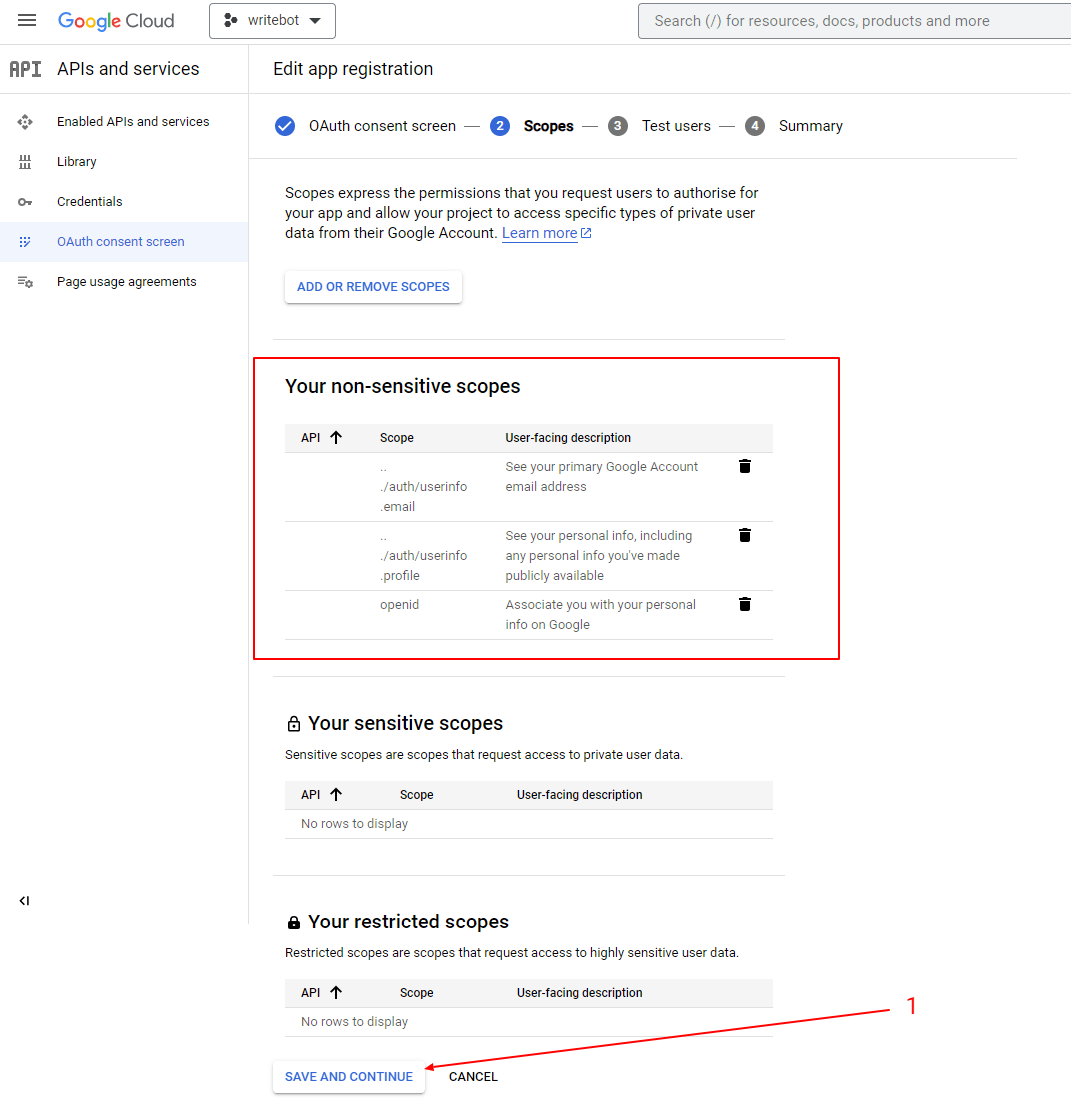 Google Cloud
writebot
Search (/) for resources, docs, products and more
API APIs and services
Edit app registration
Enabled APIs and services
Library
Credentials
OAuth consent screen
Page usage agreements
OAuth consent screen — 2 Scopes — 3 Test users — 4 Summary
Scopes express the permissions that you request users to authorise for
your app and allow your project to access specific types of private user
data from their Google Account. Learn more
ADD OR REMOVE SCOPES
Your non-sensitive scopes
API Scope User-facing description
.. See your primary Google Account
./auth/userinfo email address
.email
.. See your personal info, including
./auth/userinfo any personal info you've made
.profile publicly available
openid Associate you with your personal
info on Google
Your sensitive scopes
Sensitive scopes are scopes that request access to private user data.
API Scope User-facing description
No rows to display
Your restricted scopes
Restricted scopes are scopes that request access to highly sensitive user data.
API Scope User-facing description
1
No rows to display
SAVE AND CONTINUE CANCEL